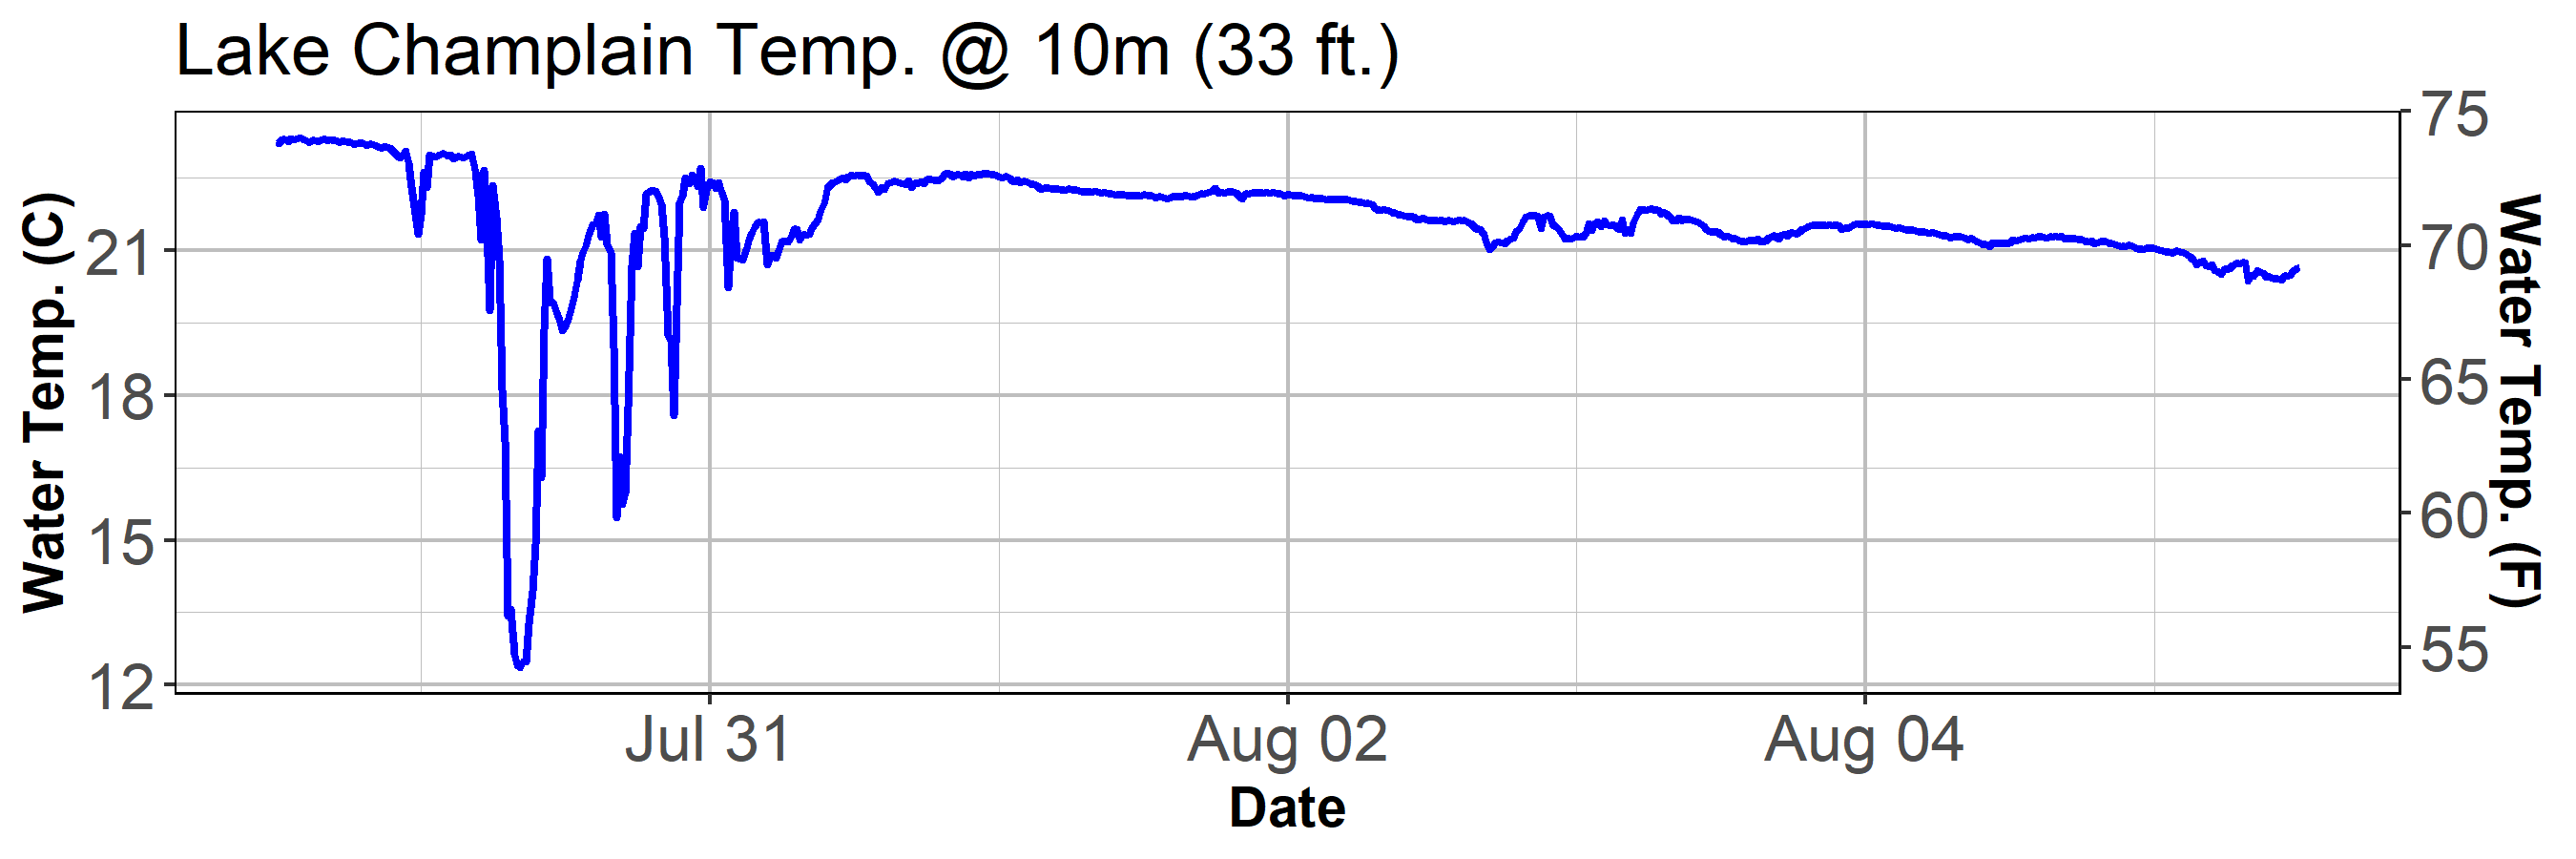 Lake Champlain Temp. @ 10m (33 ft.)
Water Temp. (C)
21
18
15
12
75
70
65
60
55
Water Temp. (F)
Jul 31
Aug 02
Aug 04
Date